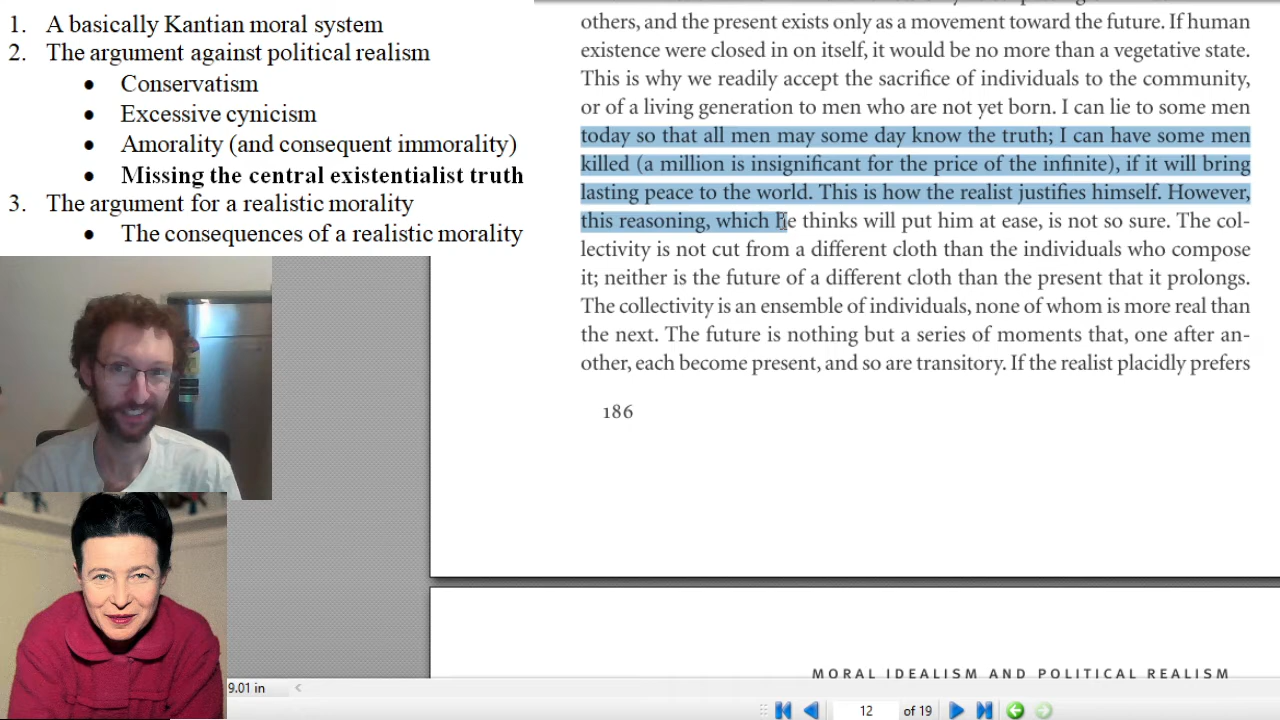 1. A basically Kantian moral system
2. The argument against political realism
• Conservatism
• Excessive cynicism
• Amorality (and consequent immorality)
• Missing the central existentialist truth
3. The argument for a realistic morality
• The consequences of a realistic morality
others, and the present exists only as a movement toward the future. If human
existence were closed in on itself, it would be no more than a vegetative state.
This is why we readily accept the sacrifice of individuals to the community,
or of a living generation to men who are not yet born. I can lie to some men
today so that all men may some day know the truth; I can have some men
killed (a million is insignificant for the price of the infinite), if it will bring
lasting peace to the world. This is how the realist justifies himself. However,
this reasoning, which he thinks will put him at ease, is not so sure. The col-
lectivity is not cut from a different cloth than the individuals who compose
it; neither is the future of a different cloth than the present that it prolongs.
The collectivity is an ensemble of individuals, none of whom is more real than
the next. The future is nothing but a series of moments that, one after an-
other, each become present, and so are transitory. If the realist placidly prefers
186
MORAL IDEALISM AND POLITICAL REALISM
9.01 in
12 of 19